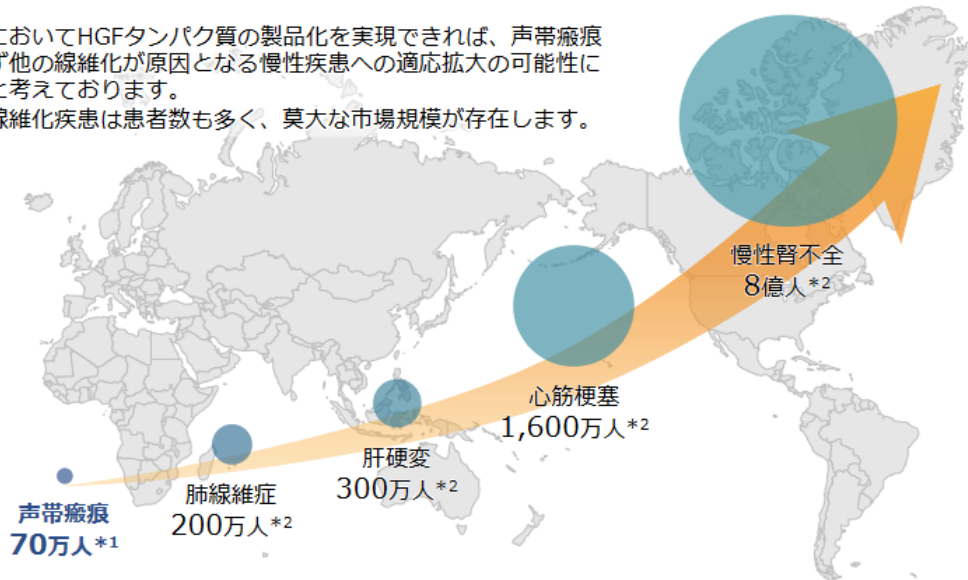 においてHGFタンパク質の製品化を実現できれば、声帯瘢痕
ず他の線維化が原因となる慢性疾患への適応拡大の可能性に
と考えております。
線維化疾患は患者数も多く、莫大な市場規模が存在します。
慢性腎不全
8億人*2
心筋梗塞
1,600万人*2
肝硬変
300万人*2
肺線維症
200万人*2
声帯瘢痕
70万人*1